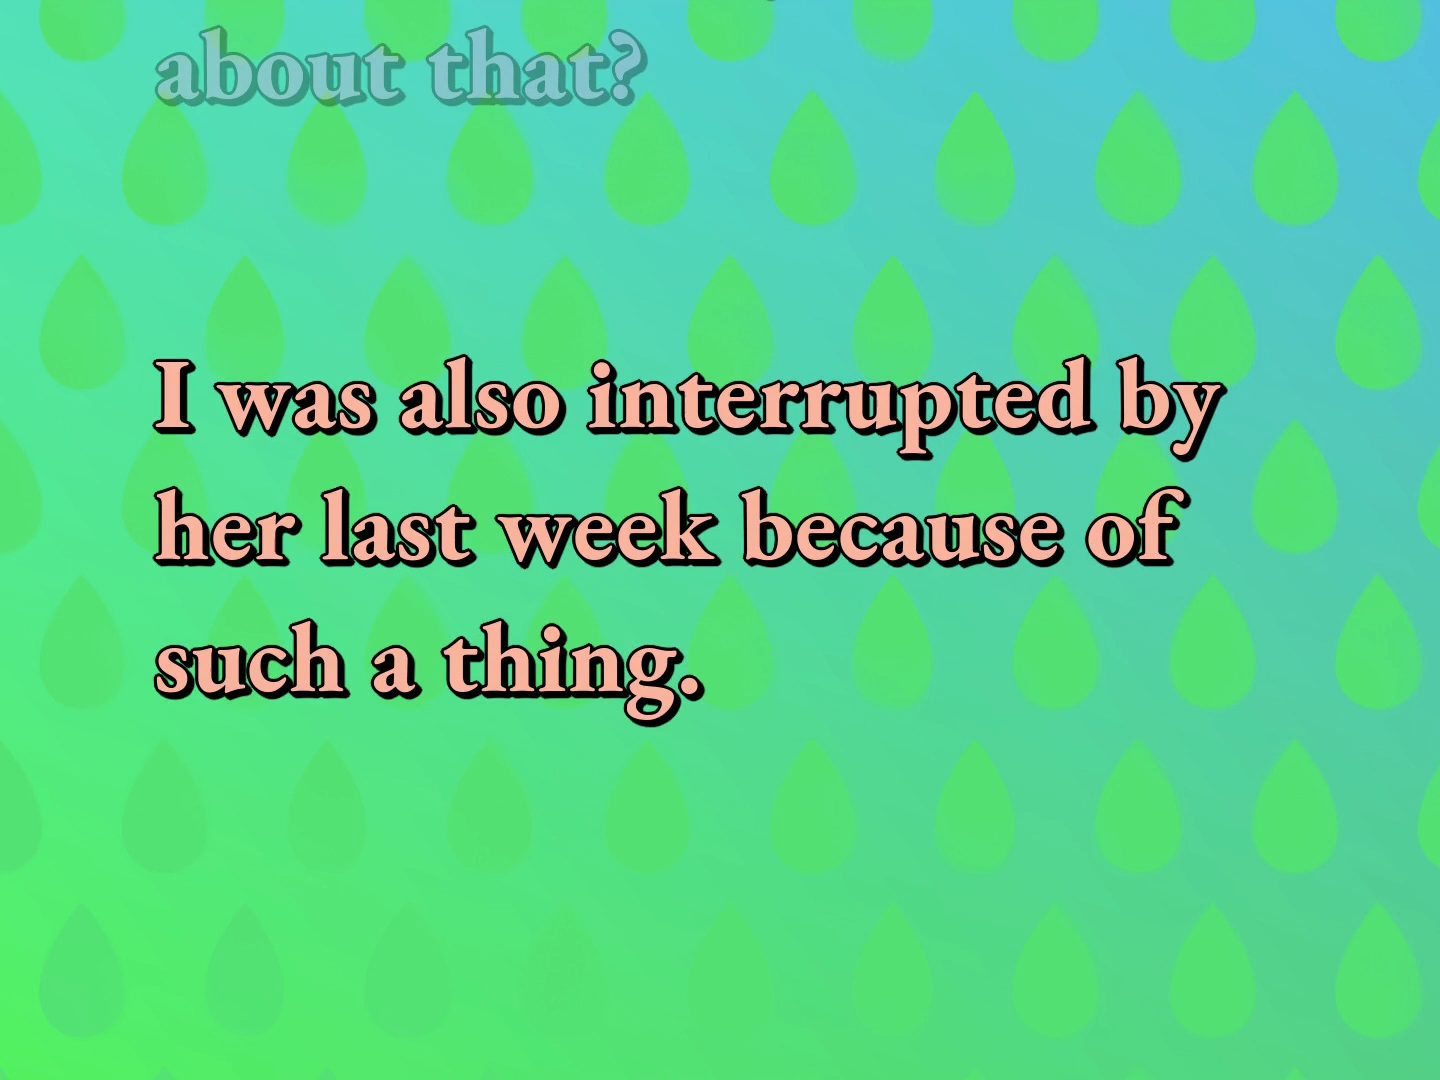 about that?
I was also interrupted by
her last week because of
such a thing.